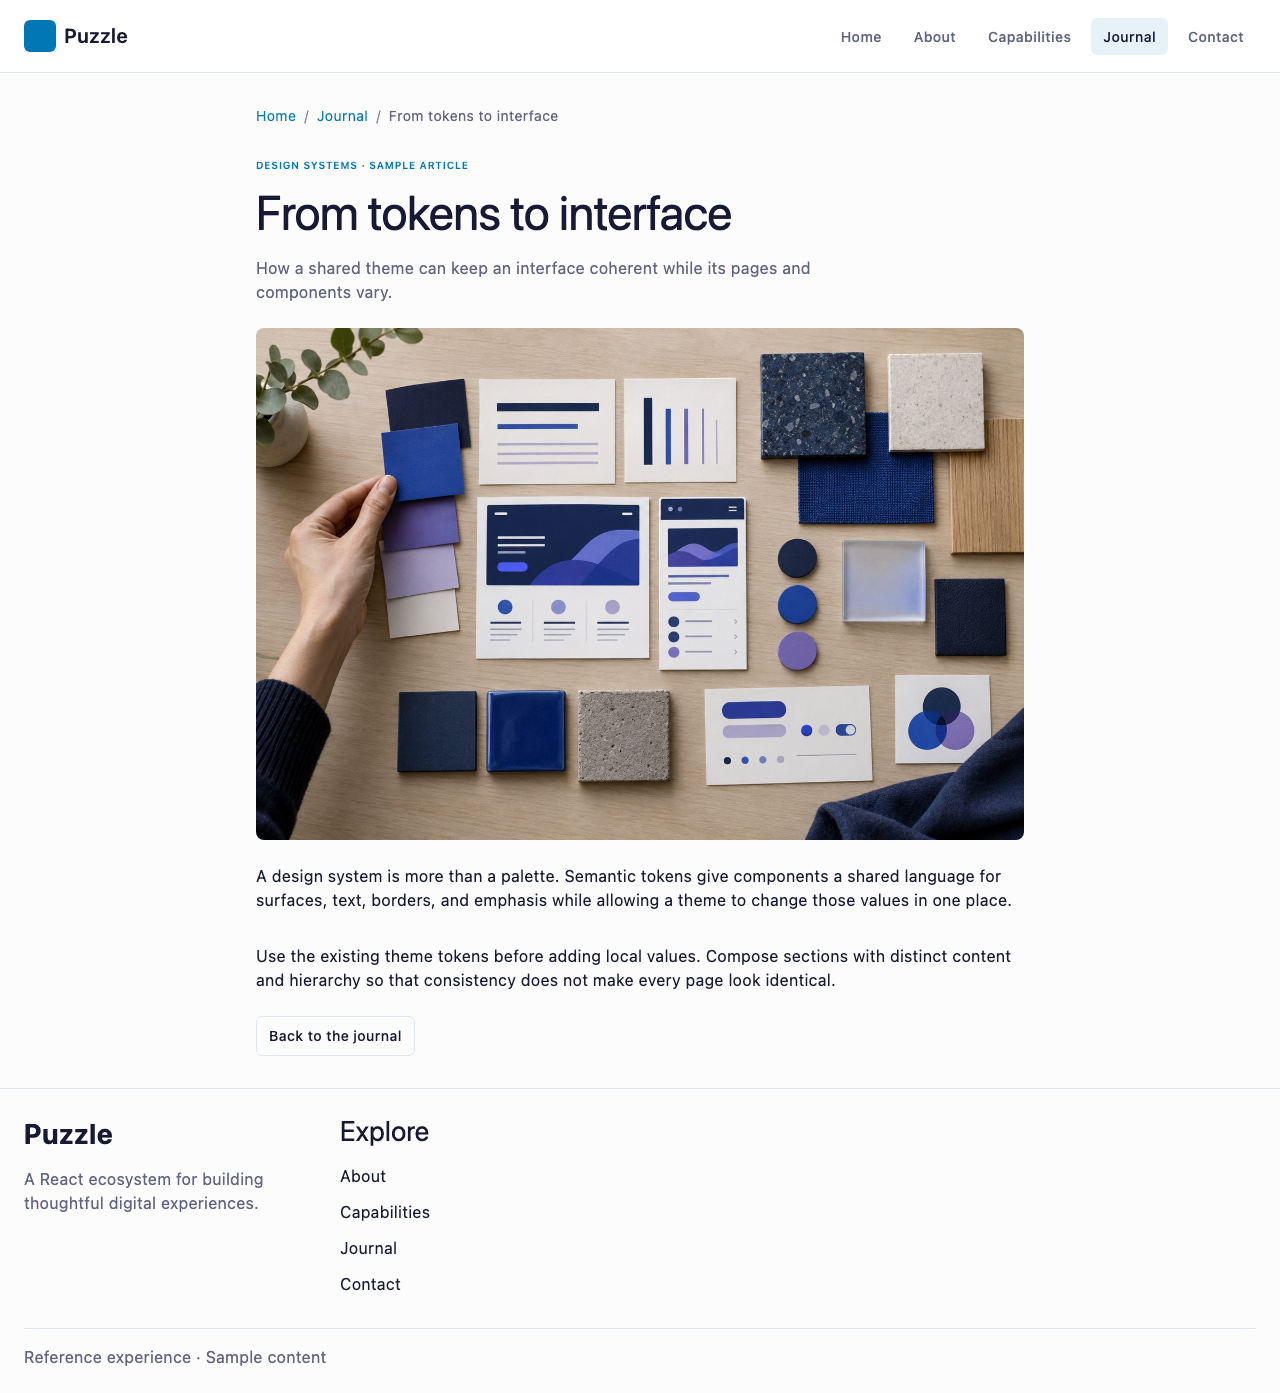 Puzzle
Home
About
Capabilities
Journal
Contact
Home / Journal / From tokens to interface
DESIGN SYSTEMS · SAMPLE ARTICLE
From tokens to interface
How a shared theme can keep an interface coherent while its pages and
components vary.
A design system is more than a palette. Semantic tokens give components a shared language for
surfaces, text, borders, and emphasis while allowing a theme to change those values in one place.
Use the existing theme tokens before adding local values. Compose sections with distinct content
and hierarchy so that consistency does not make every page look identical.
Back to the journal
Puzzle
A React ecosystem for building
thoughtful digital experiences.
Explore
About
Capabilities
Journal
Contact
Reference experience · Sample content